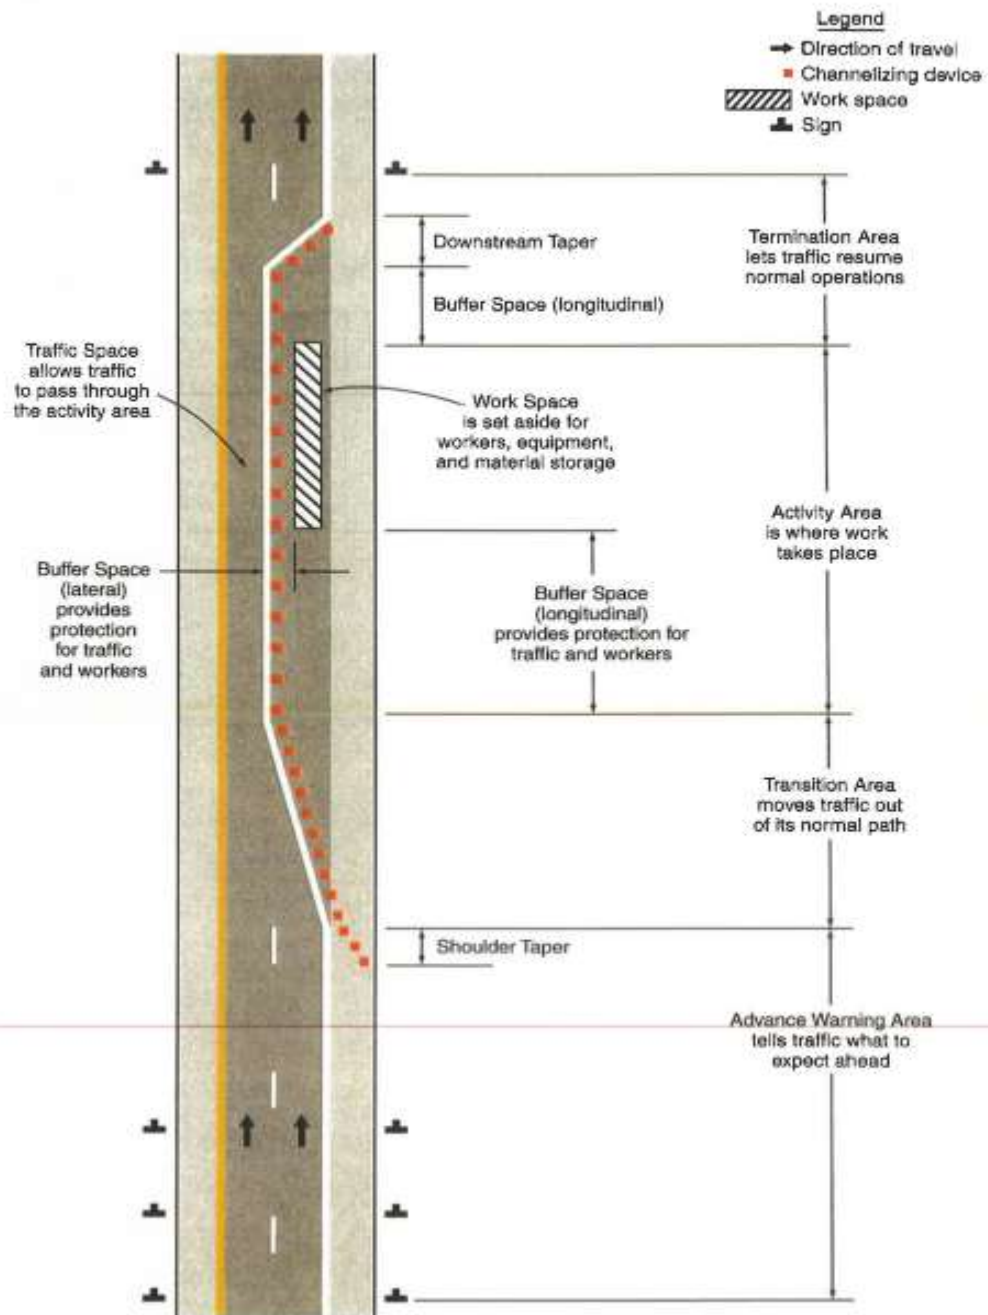 Legend
Direction of travel
Channelizing device
Work space
Sign
Downstream Taper
Buffer Space (longitudinal)
Termination Area
lets traffic resume
normal operations
Traffic Space
allows traffic
to pass through
the activity area
Work Space
is set aside for
workers, equipment,
and material storage
Activity Area
is where work
takes place
Buffer Space
(lateral)
provides
protection
for traffic
and workers
Buffer Space
(longitudinal)
provides protection for
traffic and workers
Transition Area
moves traffic out
of its normal path
Shoulder Taper
Advance Warning Area
tells traffic what to
expect ahead